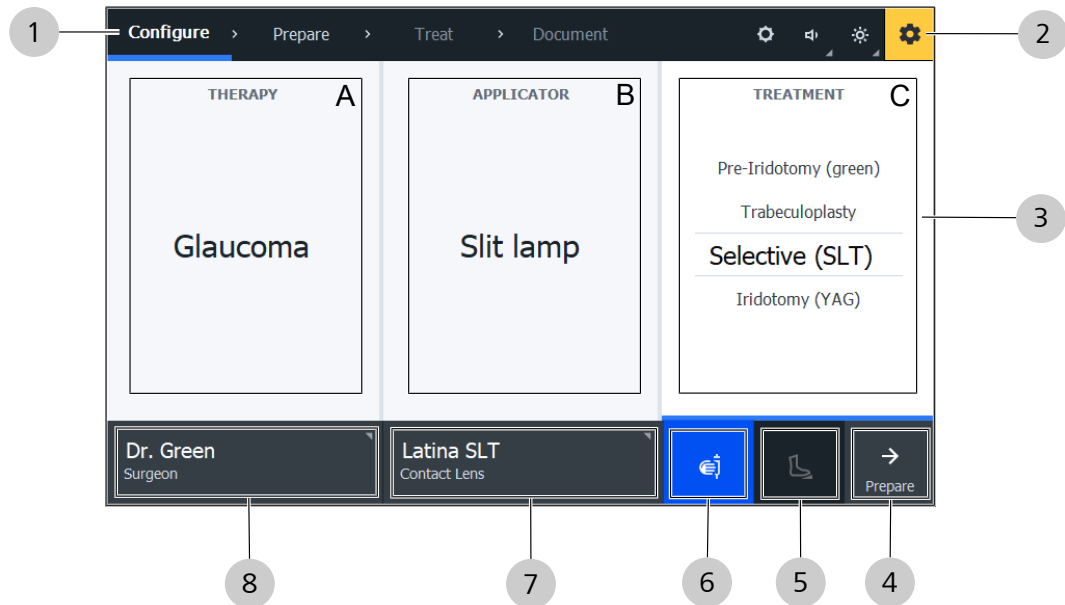 1
Configure > Prepare > Treat > Document
2
THERAPY A
APPLICATOR B
TREATMENT C
Pre-Iridotomy (green)
Trabeculoplasty
3
Glaucoma
Slit lamp
Selective (SLT)
Iridotomy (YAG)
Dr. Green
Surgeon
Latina SLT
Contact Lens
Prepare
8
7
6
5
4